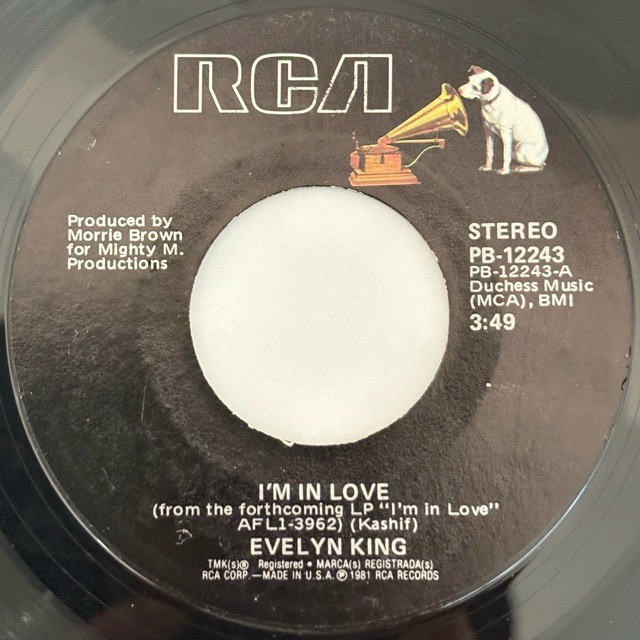 RCA
Produced by
Morrie Brown
for Mighty M.
Productions
STEREO
PB-12243
PB-12243-A
Duchess Music
(MCA), BMI
3:49
I'M IN LOVE
(from the forthcoming LP "I'm in Love"
AFL1-3962) (Kashif)
EVELYN KING
TMK(s)® Registered • MARCA(s) REGISTRADA(s)
RCA CORP.—MADE IN U.S.A. ℗ 1981 RCA RECORDS